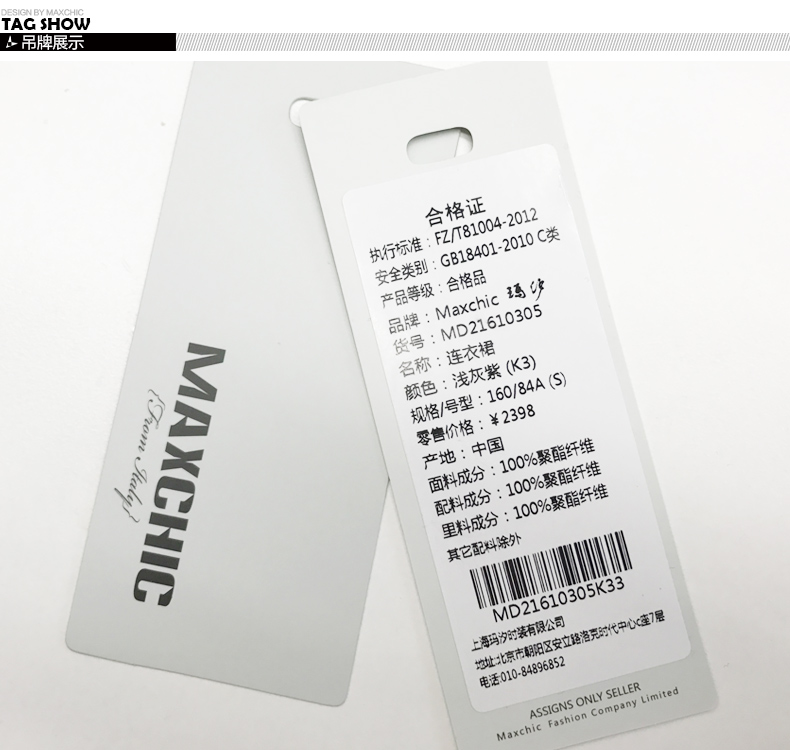 DESIGN BY MAXCHIC
TAG SHOW
吊牌展示
MAXCHIC
{From Italy}
合格证
执行标准：FZ/T81004-2012
安全类别：GB18401-2010 C类
产品等级：合格品
品牌：Maxchic 玛汐
货号：MD21610305
名称：连衣裙
颜色：浅灰紫 (K3)
规格/号型：160/84A (S)
零售价格：￥2398
产地：中国
面料成分：100%聚酯纤维
配料成分：100%聚酯纤维
里料成分：100%聚酯纤维
其它配料除外
MD21610305K33
上海玛汐时装有限公司
地址:北京市朝阳区安立路洛克时代中心c座7层
电话:010-84896852
ASSIGNS ONLY SELLER
Maxchic Fashion Company Limited